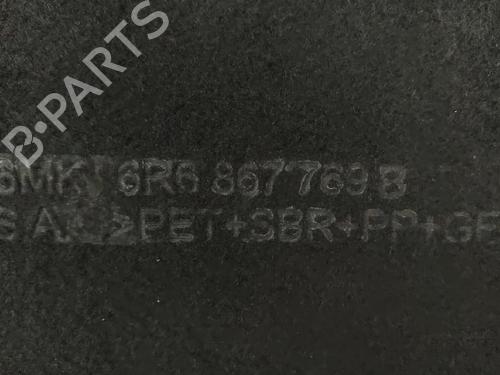 B-PARTS
6MK 6R6 867 769 B
S A >PET+SBR+PP+GF